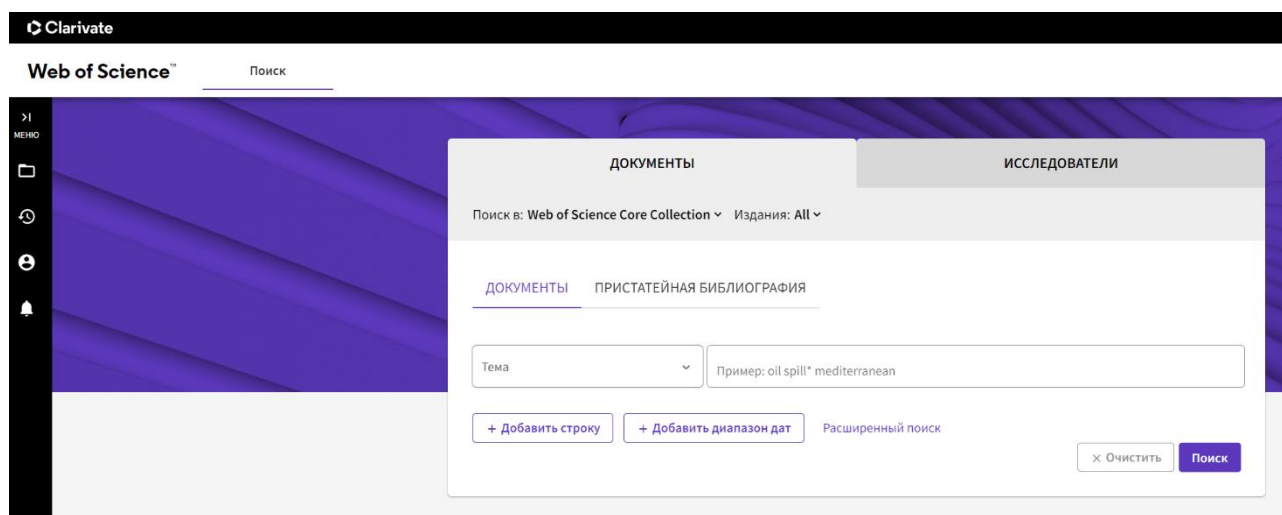 Clarivate
Web of Science™ Поиск
МЕНЮ
ДОКУМЕНТЫ ИССЛЕДОВАТЕЛИ
Поиск в: Web of Science Core Collection Издания: All
ДОКУМЕНТЫ ПРИСТАТЕЙНАЯ БИБЛИОГРАФИЯ
Тема Пример: oil spill* mediterranean
+ Добавить строку + Добавить диапазон дат Расширенный поиск
× Очистить Поиск